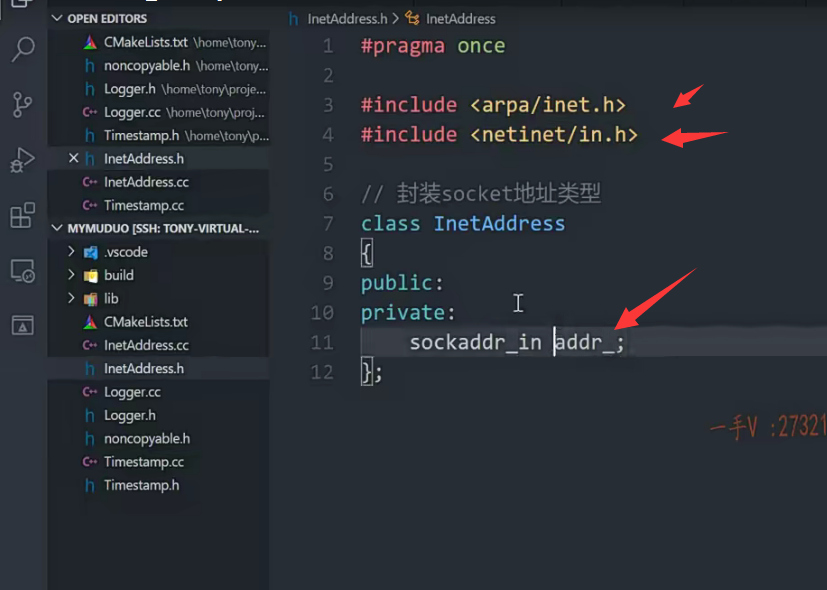 OPEN EDITORS
CMakeLists.txt \home\tony...
noncopyable.h \home\tony...
Logger.h \home\tony\proje...
Logger.cc \home\tony\proj...
Timestamp.h \home\tony\p...
InetAddress.h
InetAddress.cc
Timestamp.cc
MYMUDUO [SSH: TONY-VIRTUAL-...
.vscode
build
lib
CMakeLists.txt
InetAddress.cc
InetAddress.h
Logger.cc
Logger.h
noncopyable.h
Timestamp.cc
Timestamp.h
InetAddress.h > InetAddress
1 #pragma once
2
3 #include <arpa/inet.h>
4 #include <netinet/in.h>
5
6 // 封装socket地址类型
7 class InetAddress
8 {
9 public:
10 private:
11 sockaddr_in addr_;
12 };
一手V :27321